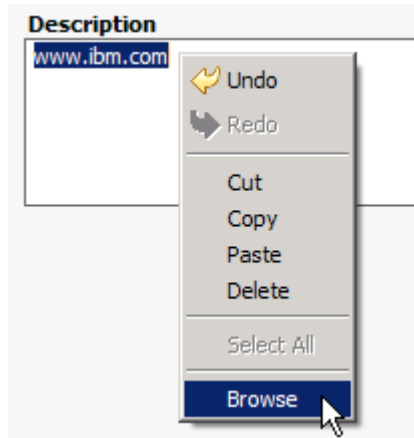 Description
www.ibm.com
Undo
Redo
Cut
Copy
Paste
Delete
Select All
Browse